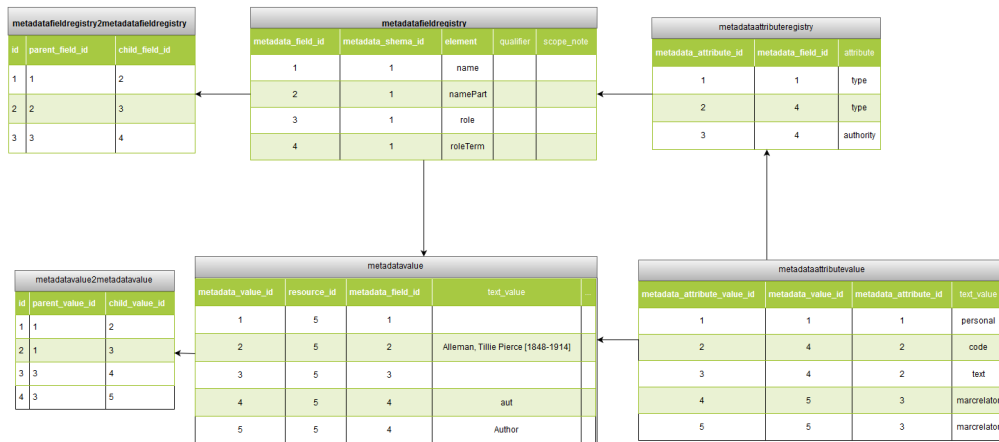 metadatafieldregistry2metadatafieldregistry
id parent_field_id child_field_id
1 1 2
2 2 3
3 3 4
metadatafieldregistry
metadata_field_id metadata_shema_id element qualifier scope_note
1 1 name
2 1 namePart
3 1 role
4 1 roleTerm
metadataattributeregistry
metadata_attribute_id metadata_field_id attribute
1 1 type
2 4 type
3 4 authority
metadatavalue2metadatavalue
id parent_value_id child_value_id
1 1 2
2 1 3
3 3 4
4 3 5
metadatavalue
metadata_value_id resource_id metadata_field_id text_value ...
1 5 1
2 5 2 Alleman, Tillie Pierce [1848-1914]
3 5 3
4 5 4 aut
5 5 4 Author
metadataattributevalue
metadata_attribute_value_id metadata_value_id metadata_attribute_id text_value
1 1 1 personal
2 4 2 code
3 4 2 text
4 5 3 marcrelator
5 5 3 marcrelator